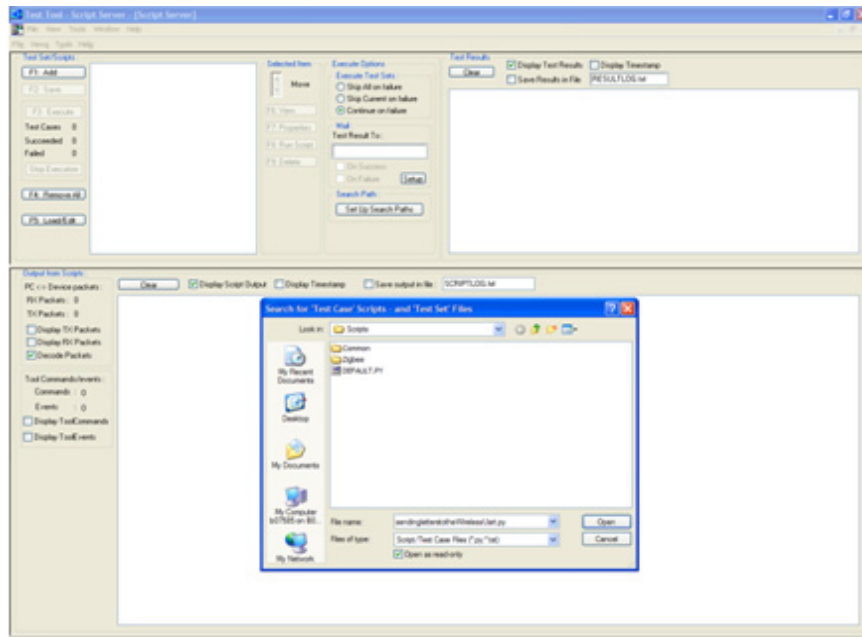 Test Tool - Script Server - [Script Server]
File View Tools Window Help
Test Set/Scripts
F1: Add
F2: Save
F3: Execute
Test Cases 0
Succeeded 0
Failed 0
Stop Execution
F4: Remove All
F5: Load/Edit
Selected Item
Move
F6: View
F7: Properties
F8: Run Script
F9: Delete
Execute Options
Execute Test Sets:
Stop All on failure
Skip Current on failure
Continue on failure
Mail
Test Result To:
On Success
On Failure
Setup
Search Path
Set Up Search Paths
Test Results
Clear
Display Test Results
Display Timestamp
Save Results in File:
RESULTLOG.txt
Output from Scripts
PC <-> Device packets:
RX Packets: 0
TX Packets: 0
Display TX Packets
Display RX Packets
Decode Packets
Tool Commands/events:
Commands : 0
Events : 0
Display ToolCommands
Display ToolEvents
Clear
Display Script Output
Display Timestamp
Save output in file:
SCRIPTLOG.txt
Search for 'Test Case' Scripts - and 'Test Set' Files
Look in:
Scripts
My Recent Documents
Desktop
My Documents
My Computer
My Network
Common
Zigbee
DEFAULT.PY
File name:
Files of type:
Script/Test Case Files (*.py;*.tst)
Open as read-only
Open
Cancel